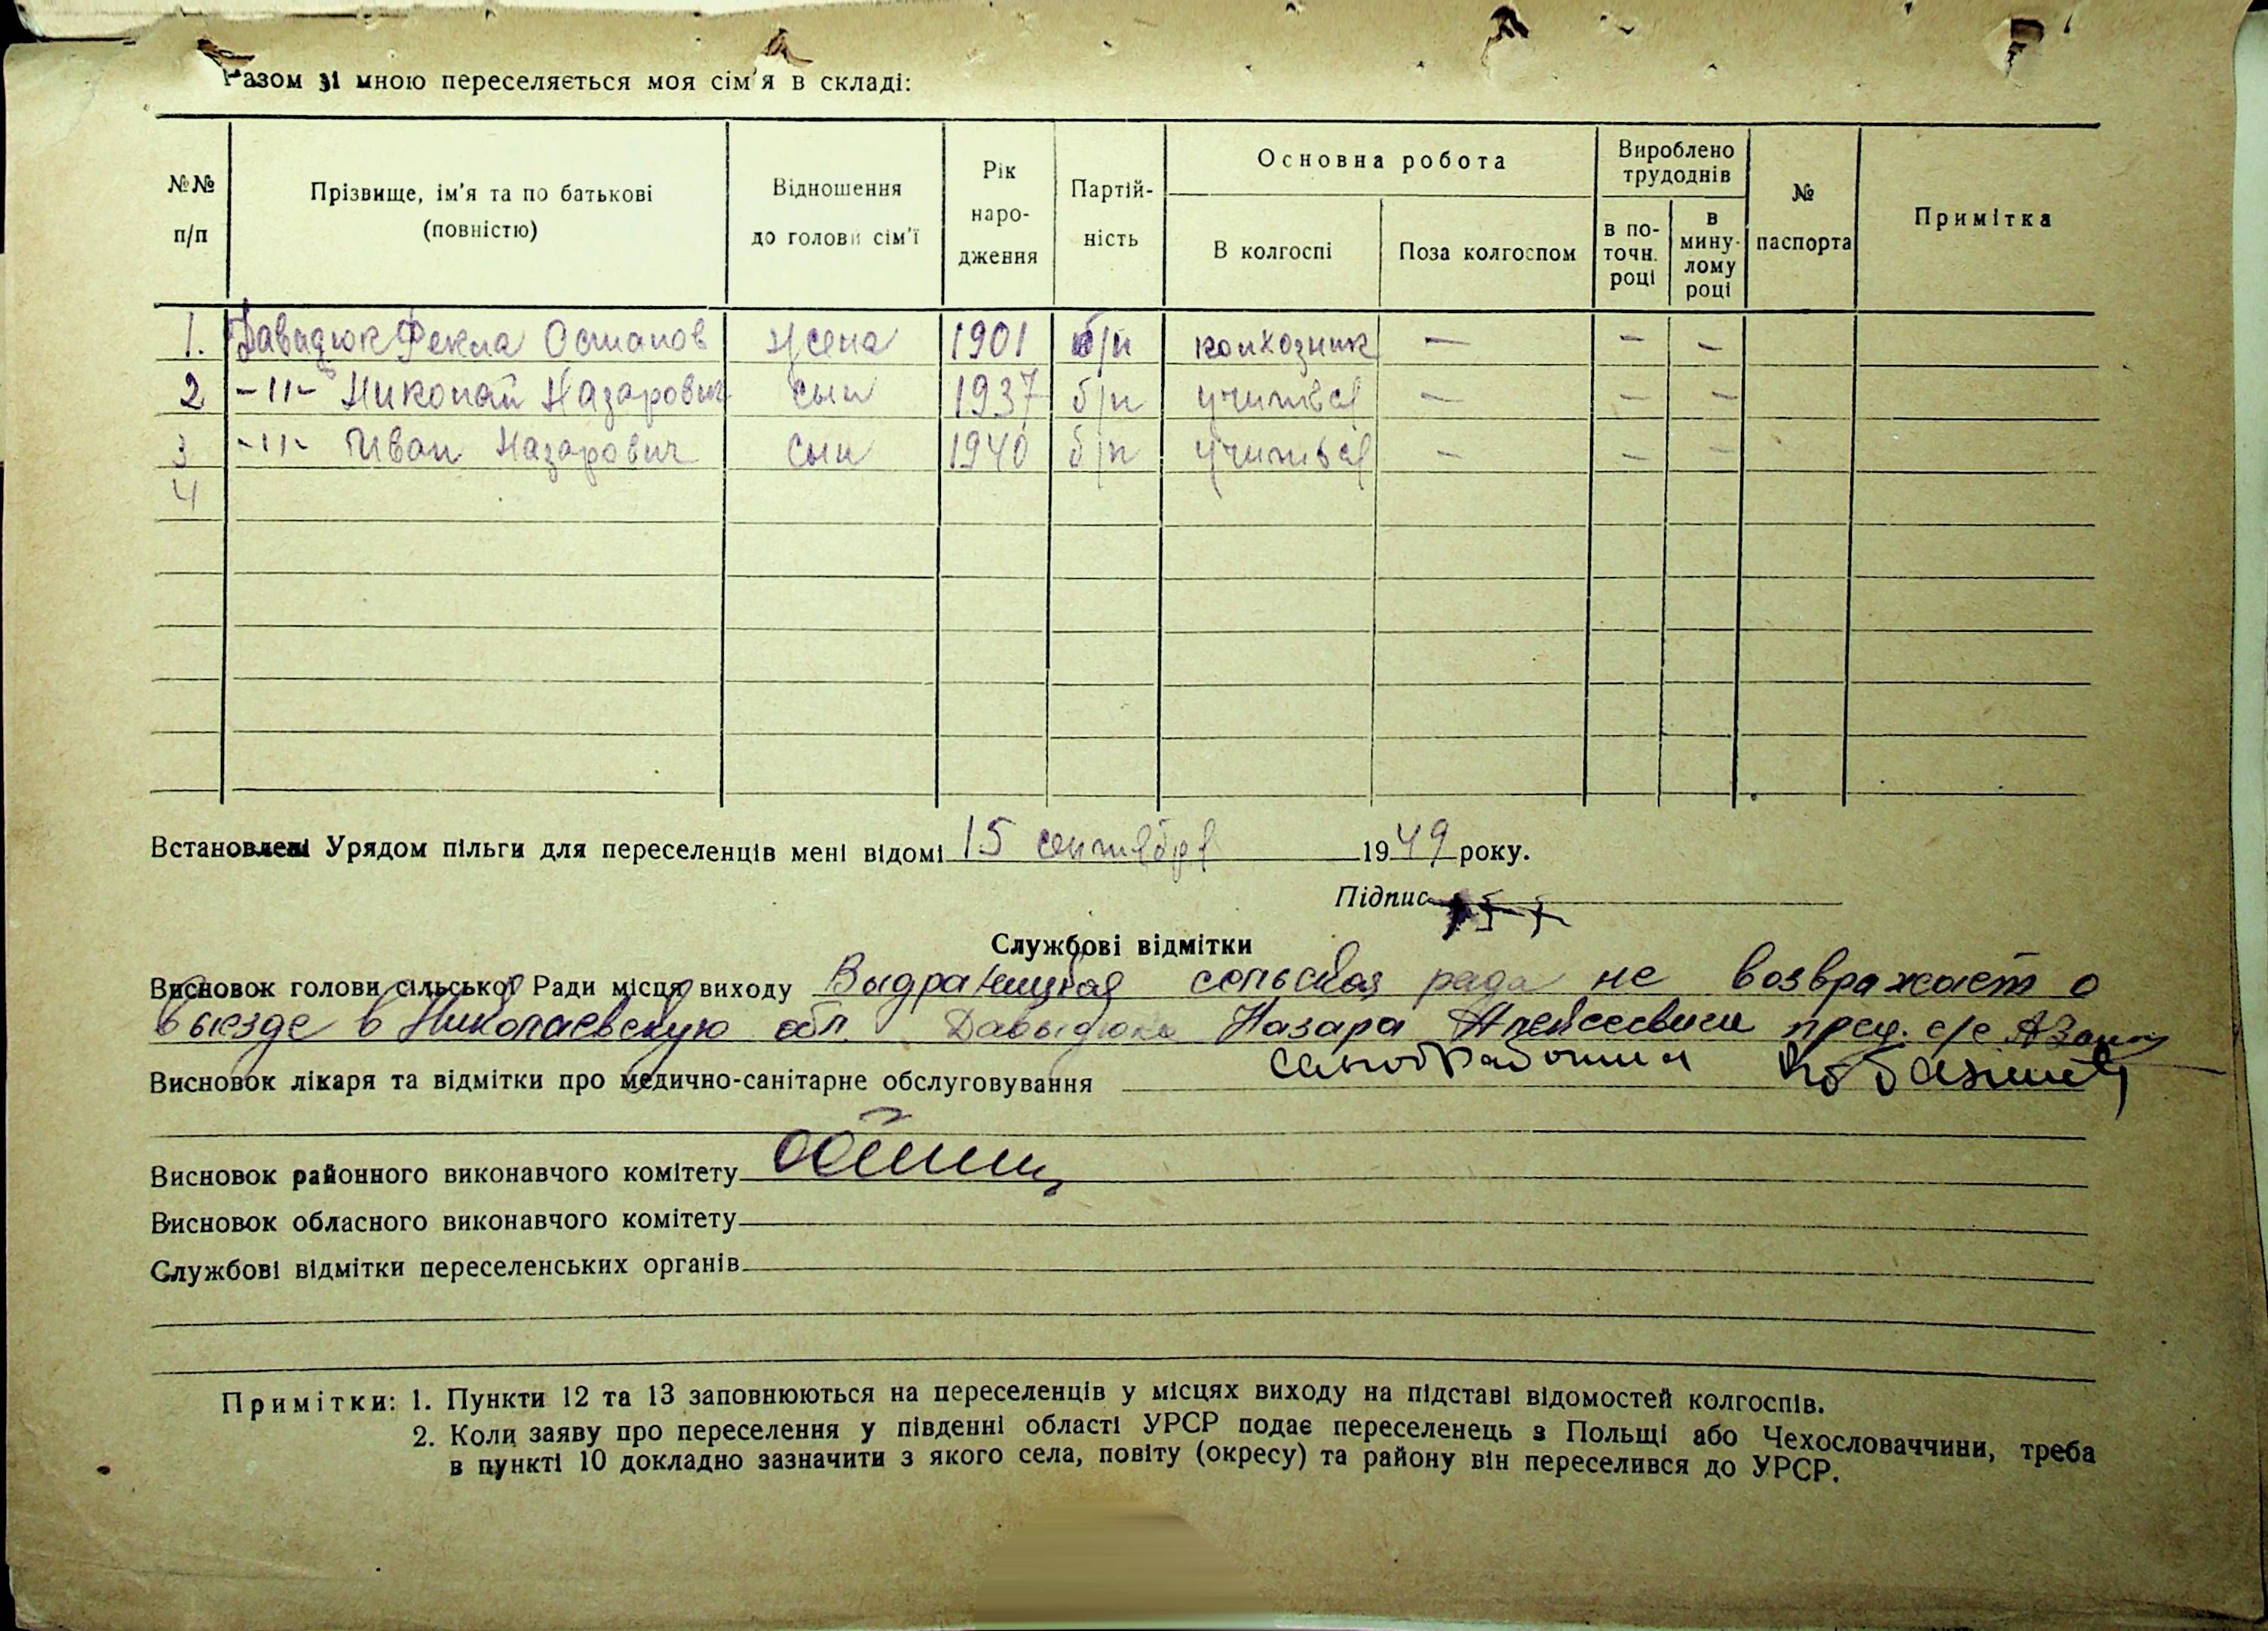 Разом зі мною переселяється моя сім'я в складі:
№№ п/п
Прізвище, ім'я та по батькові (повністю)
Відношення до голови сім'ї
Рік народження
Партійність
Основна робота
В колгоспі
Поза колгоспом
Вироблено трудоднів
в поточн. році
в минулому році
№ паспорта
Примітка
1. Давидюк Фекла Остапов жена 1901 б/п колхозник — — —
2 -11- Николай Назарович сын 1937 б/п учитвся — — —
3 -11- Иван Назарович сын 1940 б/п учитвся — — —
4
Встановлені Урядом пільги для переселенців мені відомі 15 сентября 1949 року.
Підпис
Службові відмітки
Висновок голови сільської Ради місця виходу Выдраницкая сельская рада не возвражает о
выезде в Николаевскую обл. Давыдюка Назара Алексеевича пред. с/с
Висновок лікаря та відмітки про медично-санітарне обслуговування
Висновок районного виконавчого комітету
Висновок обласного виконавчого комітету
Службові відмітки переселенських органів
Примітки: 1. Пункти 12 та 13 заповнюються на переселенців у місцях виходу на підставі відомостей колгоспів.
2. Коли заяву про переселення у південні області УРСР подає переселенець з Польщі або Чехословаччини, треба
в пункті 10 докладно зазначити з якого села, повіту (окресу) та району він переселився до УРСР.